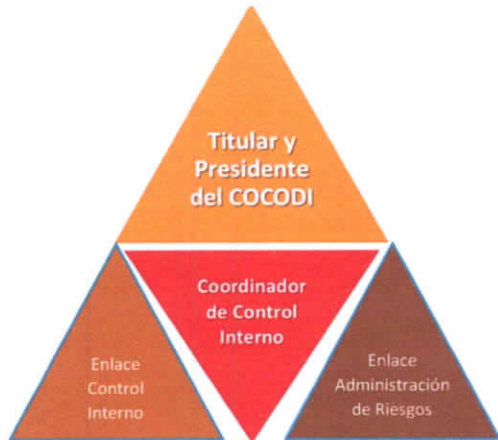 Titular y
Presidente
del COCODI
Coordinador
de Control
Interno
Enlace
Control
Interno
Enlace
Administración
de Riesgos